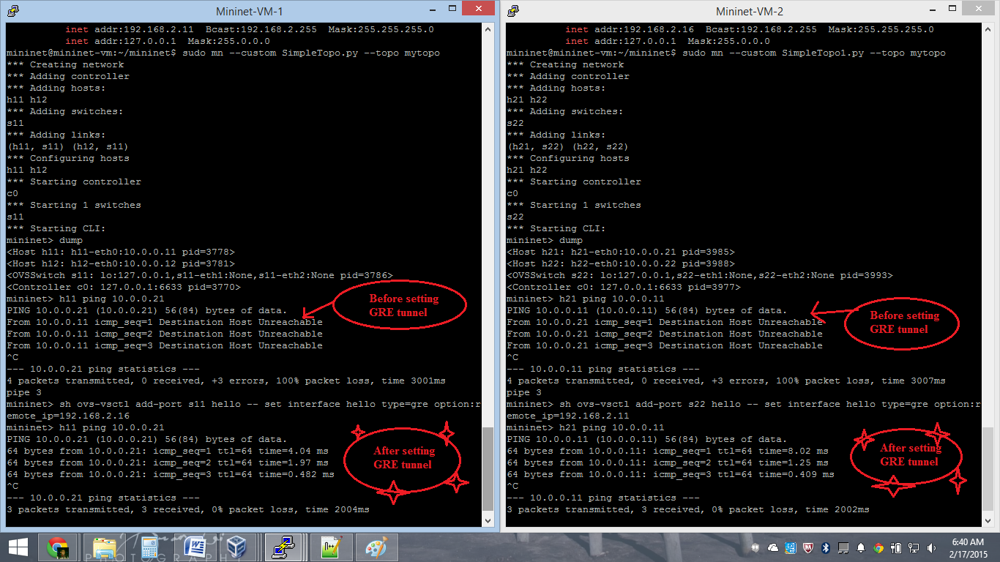 Mininet-VM-1
inet addr:192.168.2.11  Bcast:192.168.2.255  Mask:255.255.255.0
inet addr:127.0.0.1  Mask:255.0.0.0
mininet@mininet-vm:~/mininet$ sudo mn --custom SimpleTopo.py --topo mytopo
*** Creating network
*** Adding controller
*** Adding hosts:
h11 h12
*** Adding switches:
s11
*** Adding links:
(h11, s11) (h12, s11)
*** Configuring hosts
h11 h12
*** Starting controller
c0
*** Starting 1 switches
s11
*** Starting CLI:
mininet> dump
<Host h11: h11-eth0:10.0.0.11 pid=3778>
<Host h12: h12-eth0:10.0.0.12 pid=3781>
<OVSSwitch s11: lo:127.0.0.1,s11-eth1:None,s11-eth2:None pid=3786>
<Controller c0: 127.0.0.1:6633 pid=3770>
mininet> h11 ping 10.0.0.21
PING 10.0.0.21 (10.0.0.21) 56(84) bytes of data.
From 10.0.0.11 icmp_seq=1 Destination Host Unreachable
From 10.0.0.11 icmp_seq=2 Destination Host Unreachable
From 10.0.0.11 icmp_seq=3 Destination Host Unreachable
^C
--- 10.0.0.21 ping statistics ---
4 packets transmitted, 0 received, +3 errors, 100% packet loss, time 3001ms
pipe 3
mininet> sh ovs-vsctl add-port s11 hello -- set interface hello type=gre option:r
emote_ip=192.168.2.16
mininet> h11 ping 10.0.0.21
PING 10.0.0.21 (10.0.0.21) 56(84) bytes of data.
64 bytes from 10.0.0.21: icmp_seq=1 ttl=64 time=4.04 ms
64 bytes from 10.0.0.21: icmp_seq=2 ttl=64 time=1.97 ms
64 bytes from 10.0.0.21: icmp_seq=3 ttl=64 time=0.482 ms
^C
--- 10.0.0.21 ping statistics ---
3 packets transmitted, 3 received, 0% packet loss, time 2004ms
Before setting
GRE tunnel
After setting
GRE tunnel
Mininet-VM-2
inet addr:192.168.2.16  Bcast:192.168.2.255  Mask:255.255.255.0
inet addr:127.0.0.1  Mask:255.0.0.0
mininet@mininet-vm:~/mininet$ sudo mn --custom SimpleTopo1.py --topo mytopo
*** Creating network
*** Adding controller
*** Adding hosts:
h21 h22
*** Adding switches:
s22
*** Adding links:
(h21, s22) (h22, s22)
*** Configuring hosts
h21 h22
*** Starting controller
c0
*** Starting 1 switches
s22
*** Starting CLI:
mininet> dump
<Host h21: h21-eth0:10.0.0.21 pid=3985>
<Host h22: h22-eth0:10.0.0.22 pid=3988>
<OVSSwitch s22: lo:127.0.0.1,s22-eth1:None,s22-eth2:None pid=3993>
<Controller c0: 127.0.0.1:6633 pid=3977>
mininet> h21 ping 10.0.0.11
PING 10.0.0.11 (10.0.0.11) 56(84) bytes of data.
From 10.0.0.21 icmp_seq=1 Destination Host Unreachable
From 10.0.0.21 icmp_seq=2 Destination Host Unreachable
From 10.0.0.21 icmp_seq=3 Destination Host Unreachable
^C
--- 10.0.0.11 ping statistics ---
4 packets transmitted, 0 received, +3 errors, 100% packet loss, time 3007ms
pipe 3
mininet> sh ovs-vsctl add-port s22 hello -- set interface hello type=gre option:r
emote_ip=192.168.2.11
mininet> h21 ping 10.0.0.11
PING 10.0.0.11 (10.0.0.11) 56(84) bytes of data.
64 bytes from 10.0.0.11: icmp_seq=1 ttl=64 time=8.02 ms
64 bytes from 10.0.0.11: icmp_seq=2 ttl=64 time=1.25 ms
64 bytes from 10.0.0.11: icmp_seq=3 ttl=64 time=0.409 ms
^C
--- 10.0.0.11 ping statistics ---
3 packets transmitted, 3 received, 0% packet loss, time 2002ms
Before setting
GRE tunnel
After setting
GRE tunnel
PHOTOGRAPHY
6:40 AM
2/17/2015